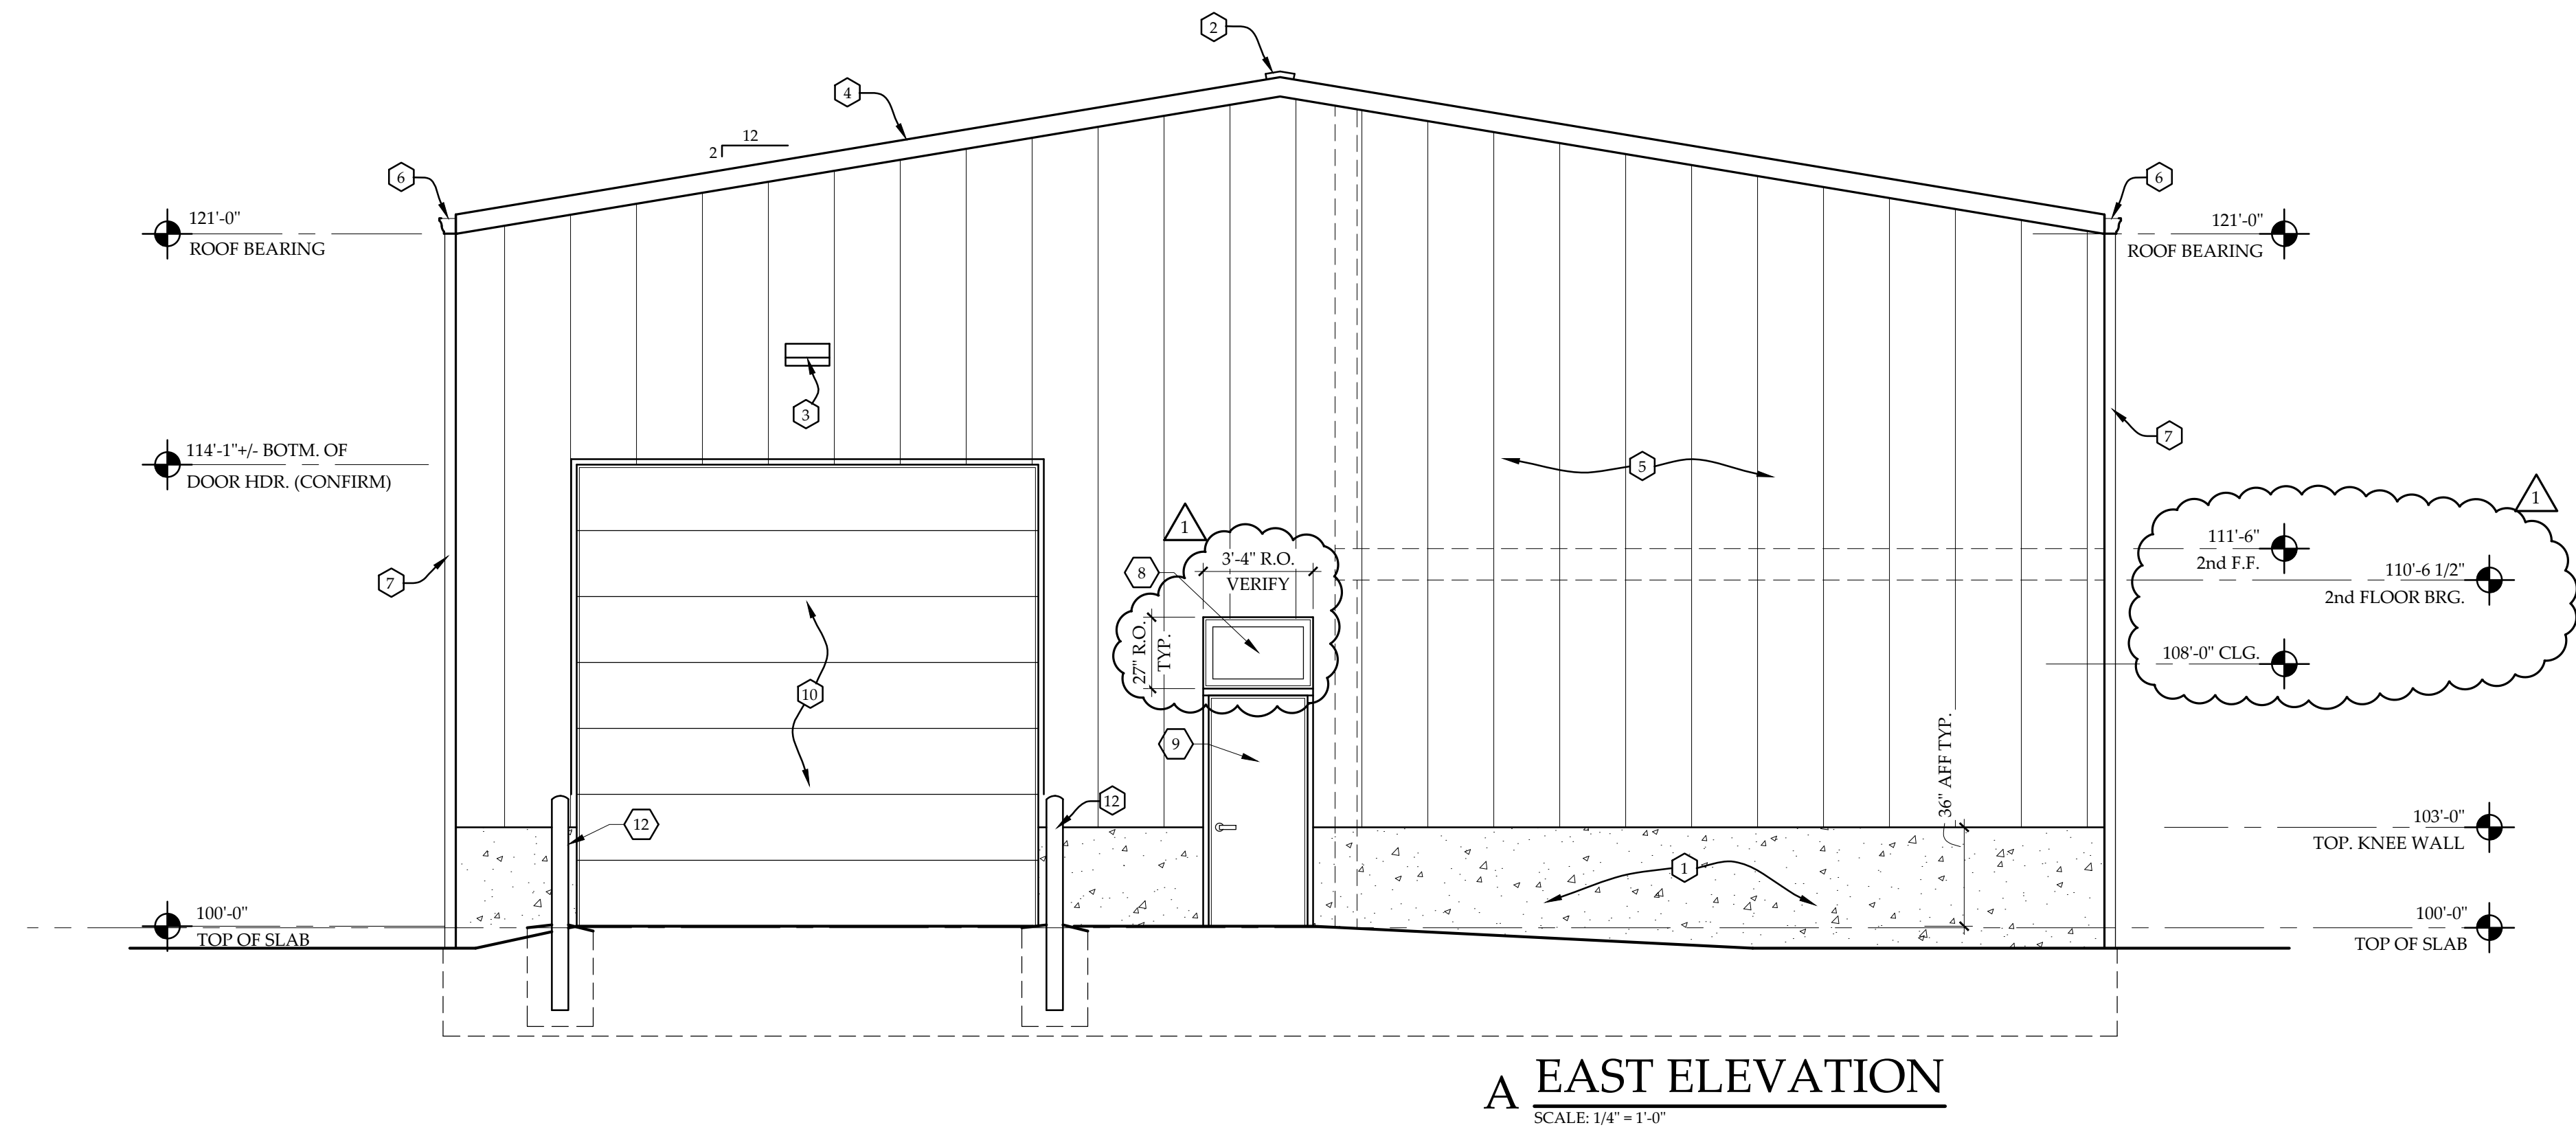 2
4
12
2
6
6
121'-0"
ROOF BEARING
121'-0"
ROOF BEARING
3
114'-1"+/- BOTM. OF
DOOR HDR. (CONFIRM)
5
7
7
1
1
8
3'-4" R.O.
VERIFY
27" R.O.
TYP.
111'-6"
2nd F.F.
110'-6 1/2"
2nd FLOOR BRG.
108'-0" CLG.
10
9
36" AFF TYP.
12
12
103'-0"
TOP. KNEE WALL
1
100'-0"
TOP OF SLAB
100'-0"
TOP OF SLAB
A EAST ELEVATION
SCALE: 1/4" = 1'-0"